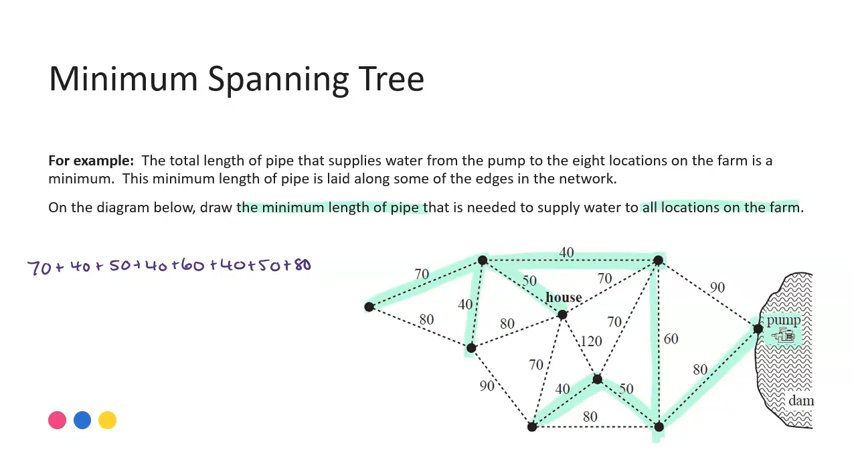 Minimum Spanning Tree
For example: The total length of pipe that supplies water from the pump to the eight locations on the farm is a
minimum. This minimum length of pipe is laid along some of the edges in the network.
On the diagram below, draw the minimum length of pipe that is needed to supply water to all locations on the farm.
70+40+50+40+60+40+50+80
40
70
50
70
house
90
80
40
80
70
120
60
pump
70
80
90
40
50
80
dam